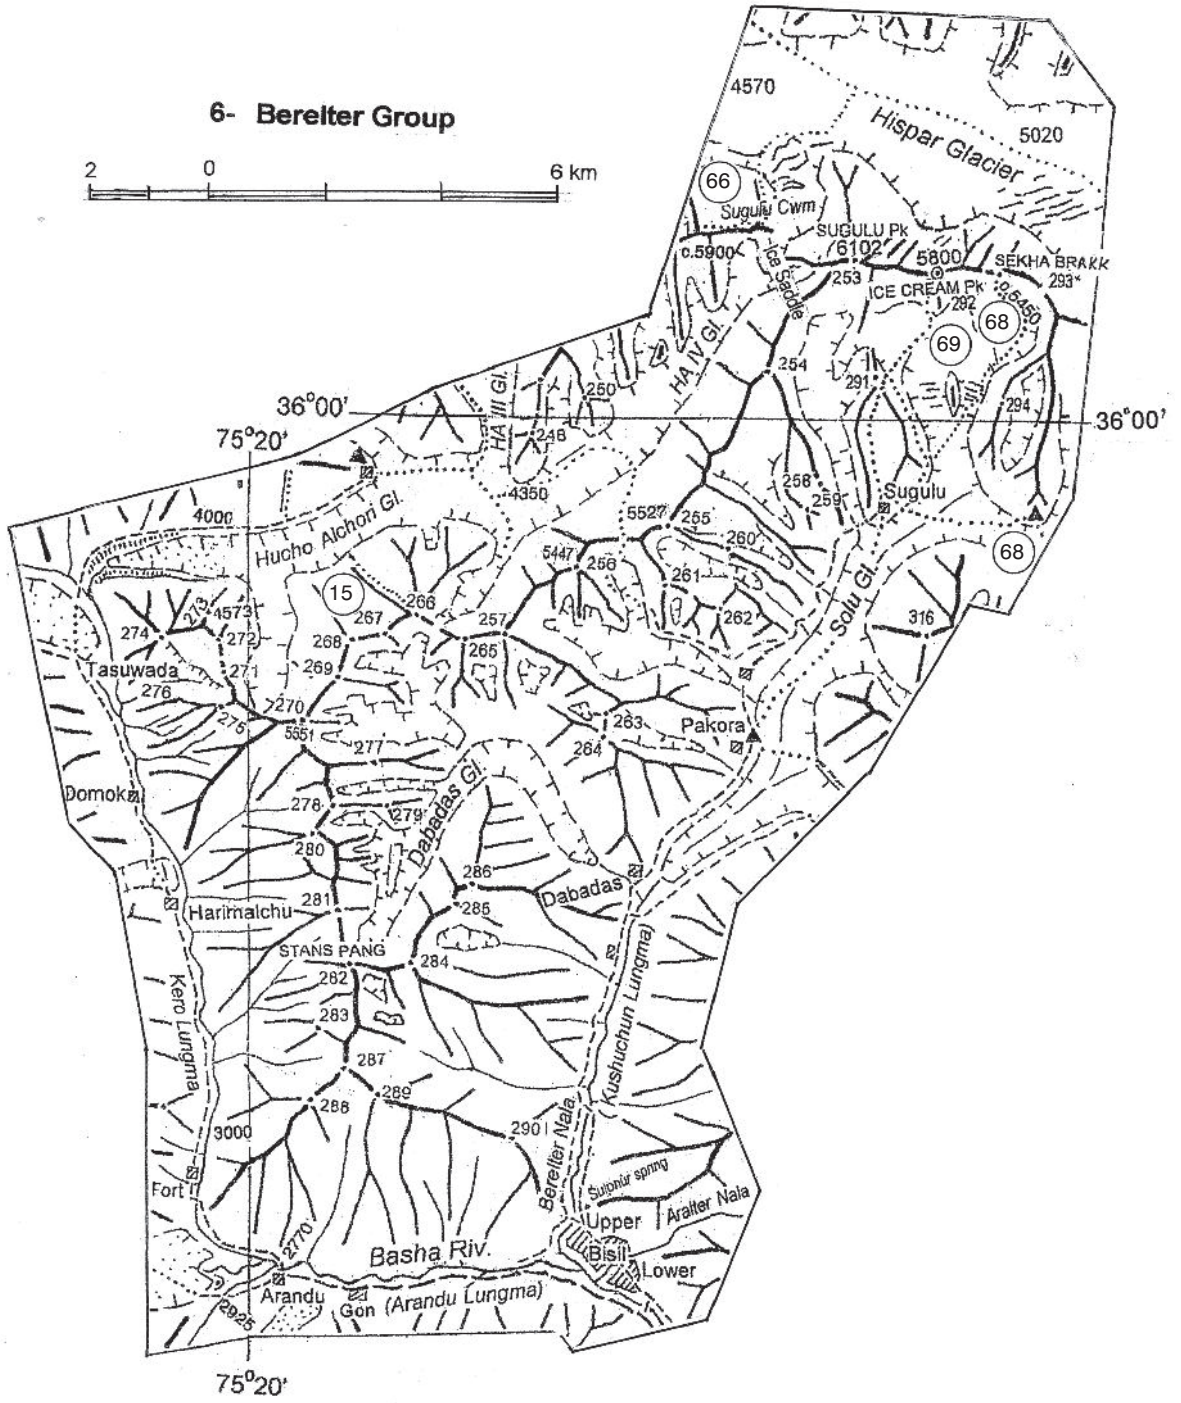 6- Berelter Group
2 0 6 km
4570
Hispar Glacier
5020
66
Sugulu Cwm
SUGULU Pk
6102
c.5900
Ice Saddle
253
5800
SEKHA BRAKK
293*
ICE CREAM Pk
292
c.5450
68
69
HA IV Gl.
254
291
294
250
HA III Gl.
248
36°00'
36°00'
75°20'
4350
258
259
Sugulu
4000
Hucho Alchori Gl.
5527
255
260
68
5447
256
261
262
Solu Gl.
316
15
266
267
257
268
265
269
273
4573
274
272
271
Tasuwada
276
275
270
5551
263
264
Pakora
277
Domok
278
279
280
Dabadas Gl.
286
Dabadas
285
281
Harimalchu
STANS PANG
282
284
283
Kero Lungma
Kushuchun Lungma)
287
289
288
290
3000
Berelter Nala
Sulphur spring
Fort
Upper
Aralter Nala
2770
Basha Riv.
Bisil
Lower
Arandu
Gon (Arandu Lungma)
2925
75°20'